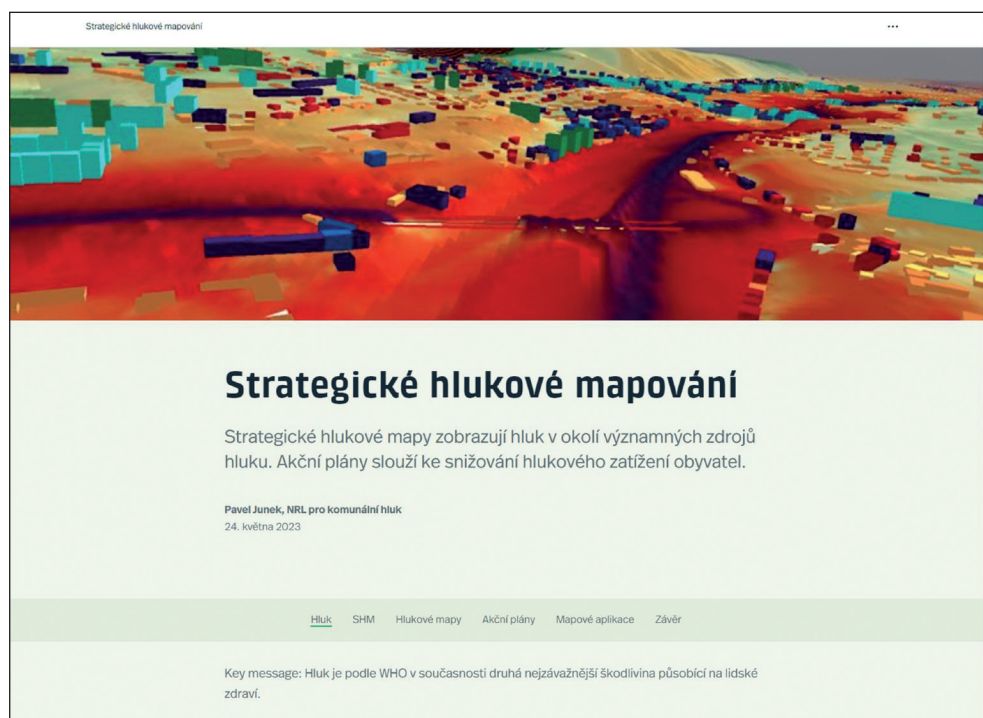 Strategické hlukové mapování
Strategické hlukové mapování
Strategické hlukové mapy zobrazují hluk v okolí významných zdrojů
hluku. Akční plány slouží ke snižování hlukového zatížení obyvatel.
Pavel Junek, NRL pro komunální hluk
24. května 2023
Hluk SHM Hlukové mapy Akční plány Mapové aplikace Závěr
Key message: Hluk je podle WHO v současnosti druhá nejzávažnější škodlivina působící na lidské
zdraví.